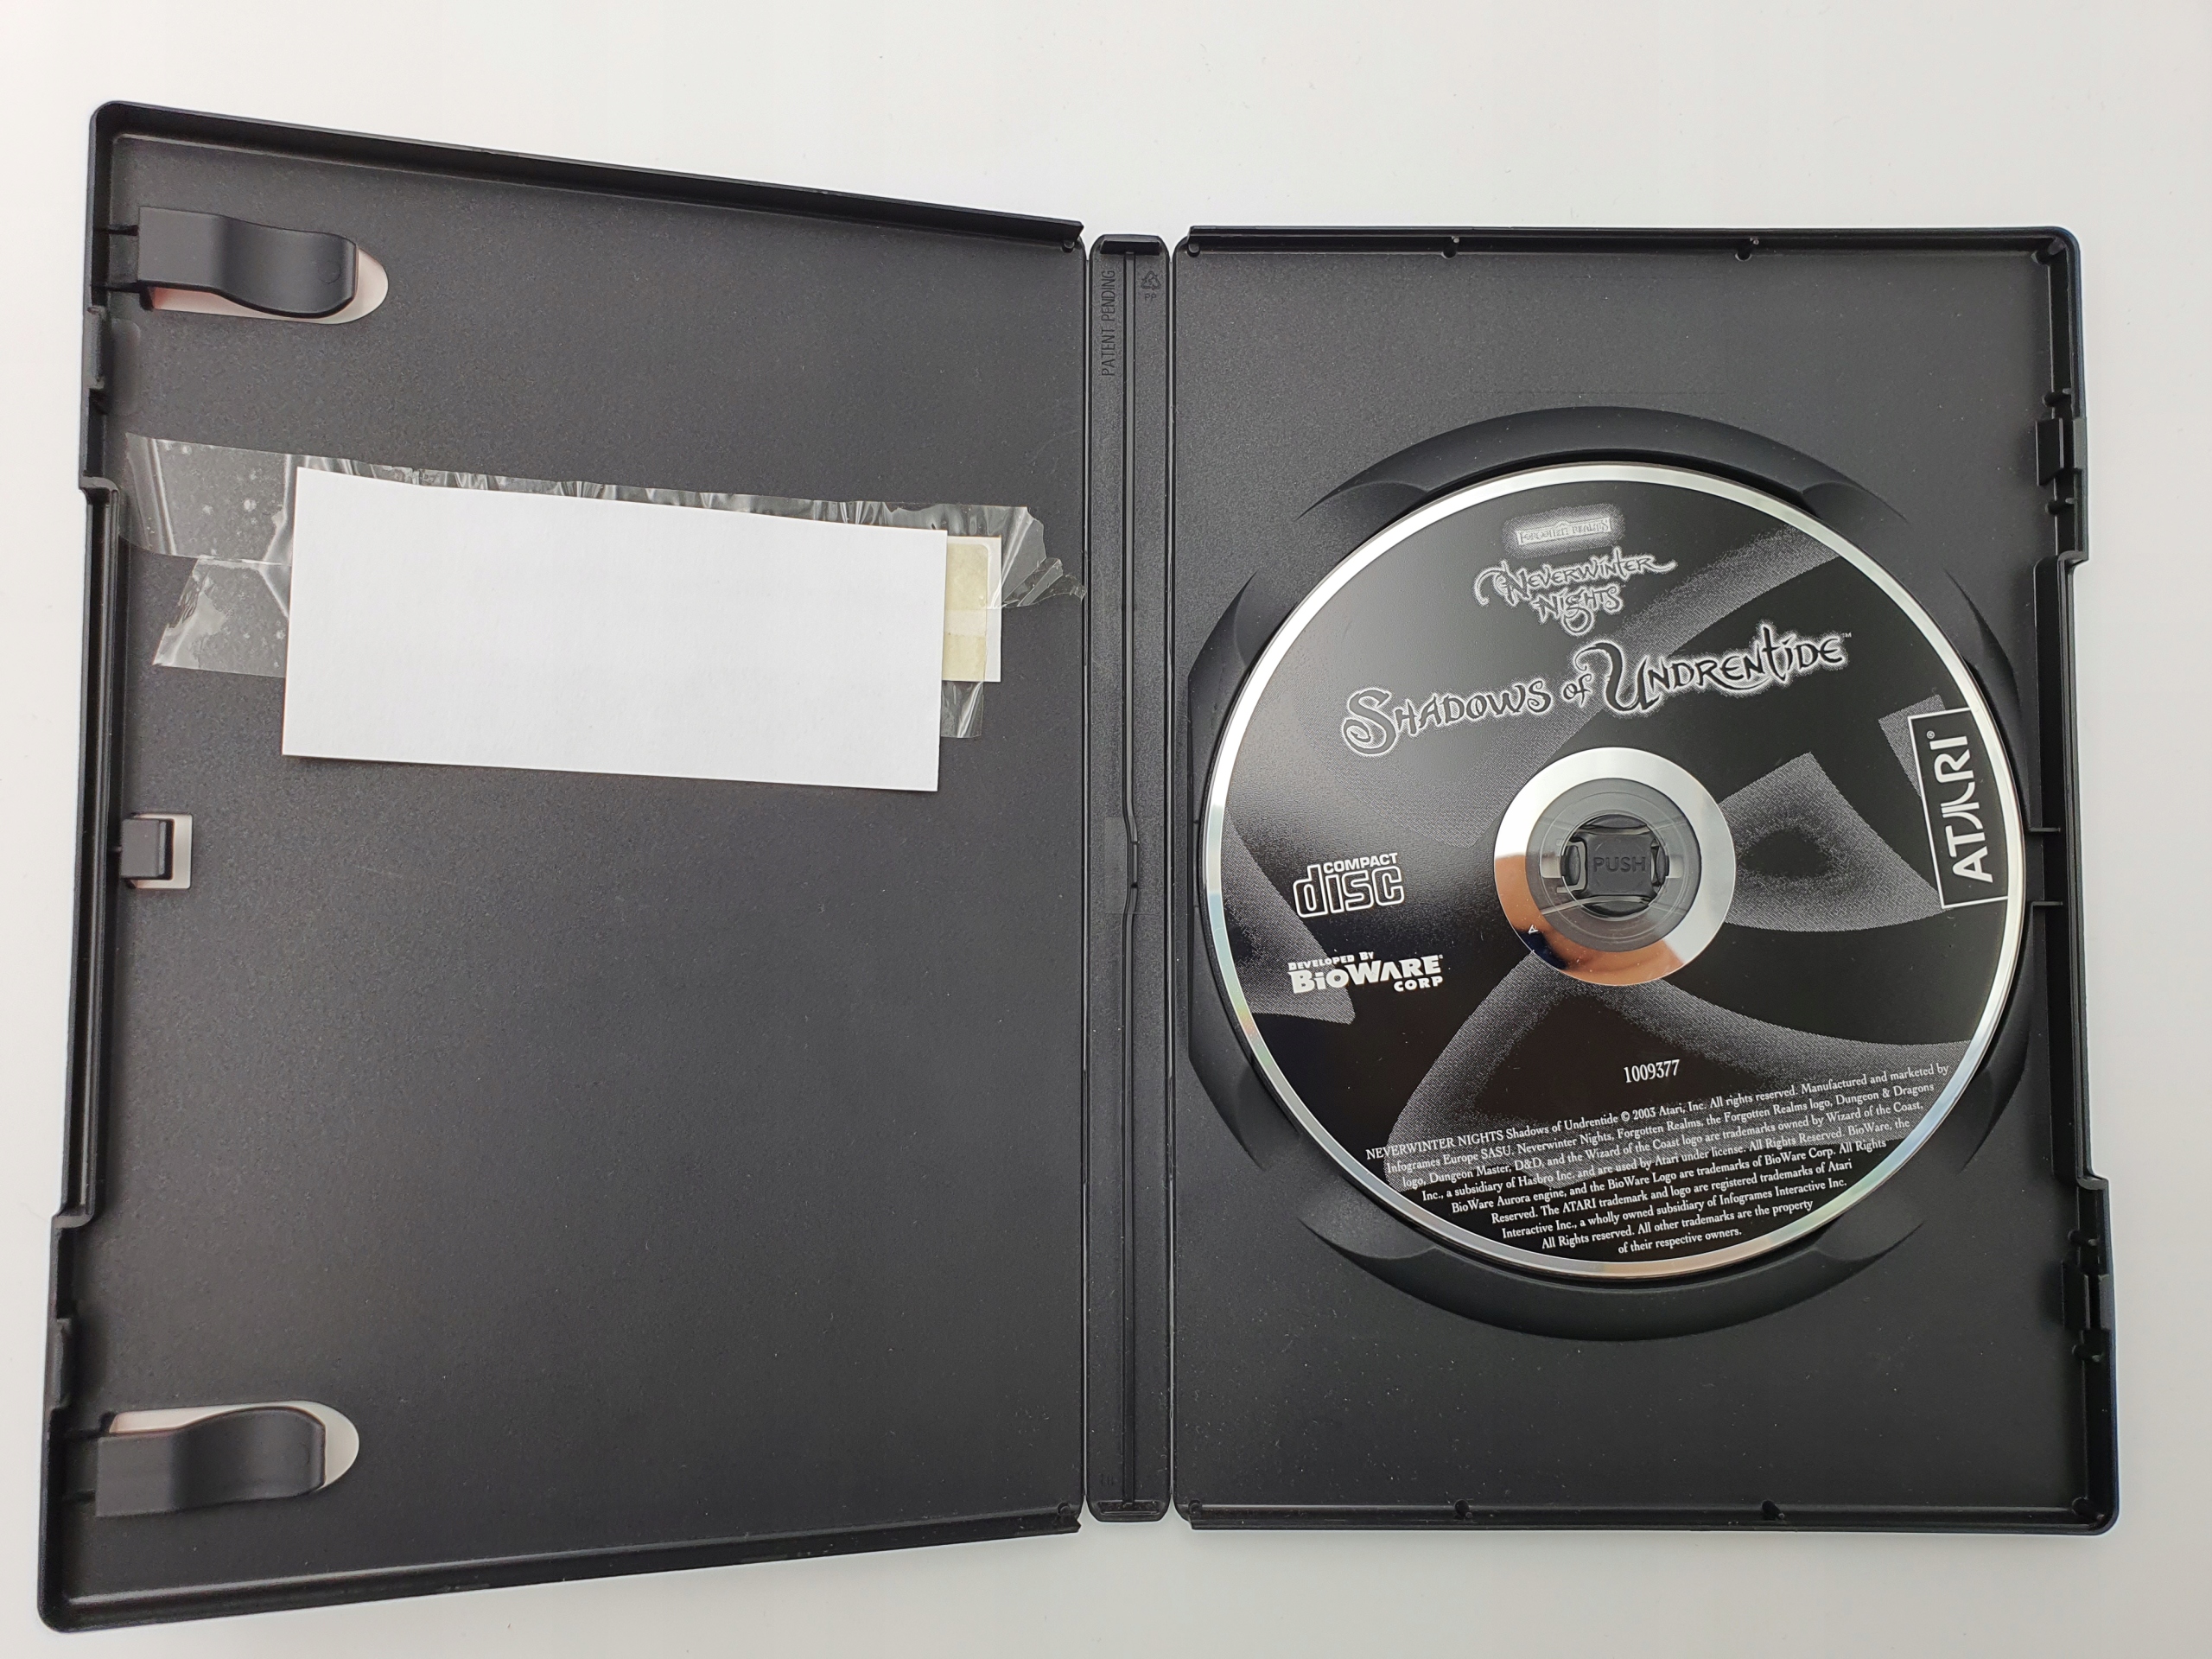 PATENT PENDING
PP
FORGOTTEN REALMS
NEVERWINTER
NIGHTS
SHADOWS OF UNDRENTIDE™
ATARI®
COMPACT
disc
PUSH
DEVELOPED BY
BIOWARE®
CORP
1009377
NEVERWINTER NIGHTS Shadows of Undrentide © 2003 Atari, Inc. All rights reserved. Manufactured and marketed by
Infogrames Europe SASU. Neverwinter Nights, Forgotten Realms, the Forgotten Realms logo, Dungeon & Dragons
logo, Dungeon Master, D&D, and the Wizard of the Coast logo are trademarks owned by Wizard of the Coast,
Inc., a subsidiary of Hasbro Inc, and are used by Atari under license. All Rights Reserved. BioWare, the
BioWare Aurora engine, and the BioWare Logo are trademarks of BioWare Corp. All Rights
Reserved. The ATARI trademark and logo are registered trademarks of Atari
Interactive Inc., a wholly owned subsidiary of Infogrames Interactive Inc.
All Rights reserved. All other trademarks are the property
of their respective owners.